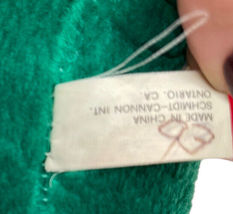 MADE IN CHINA
SCHMIDT-CANNON INT.
ONTARIO, CA.